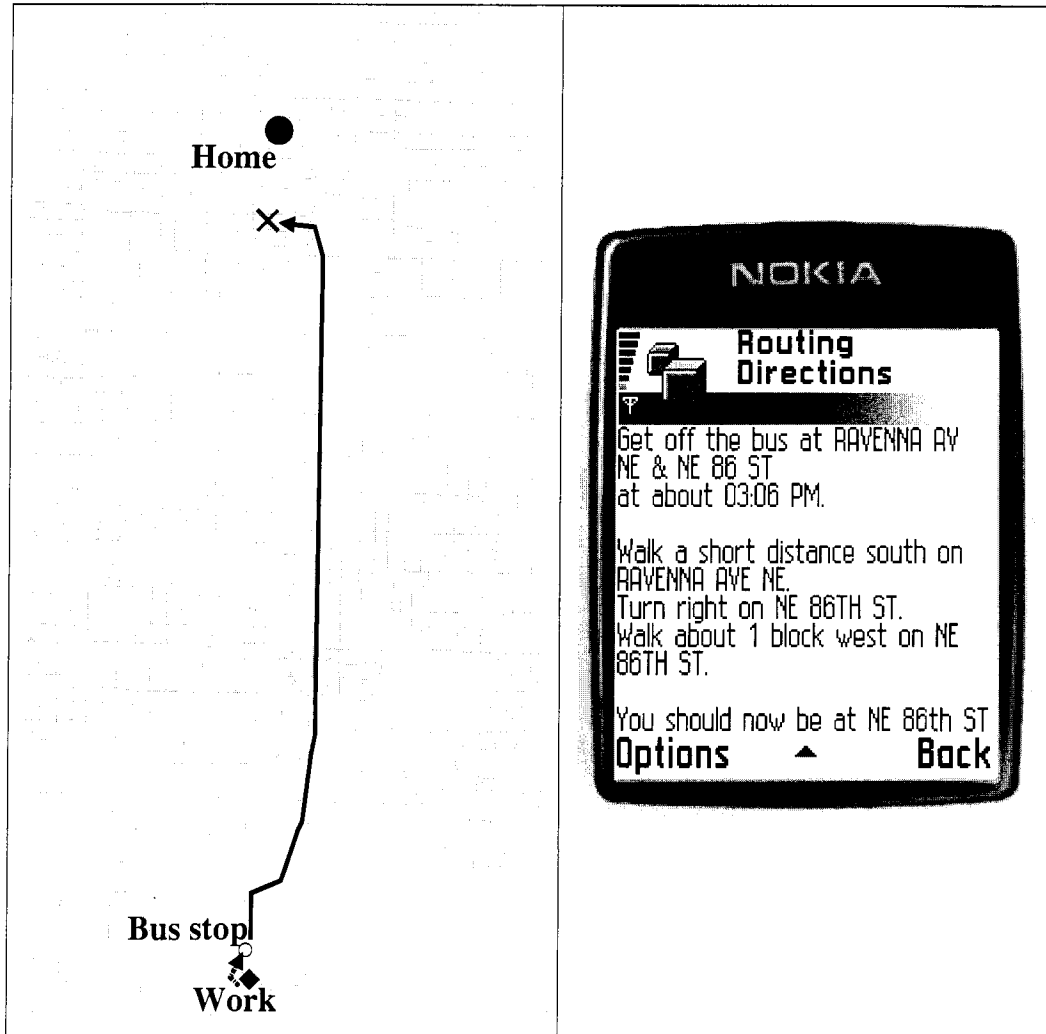 Home
Bus stop
Work
NOKIA
Routing
Directions
Get off the bus at RAVENNA AV
NE & NE 86 ST
at about 03:06 PM.
Walk a short distance south on
RAVENNA AVE NE.
Turn right on NE 86TH ST.
Walk about 1 block west on NE
86TH ST.
You should now be at NE 86th ST
Options
Back